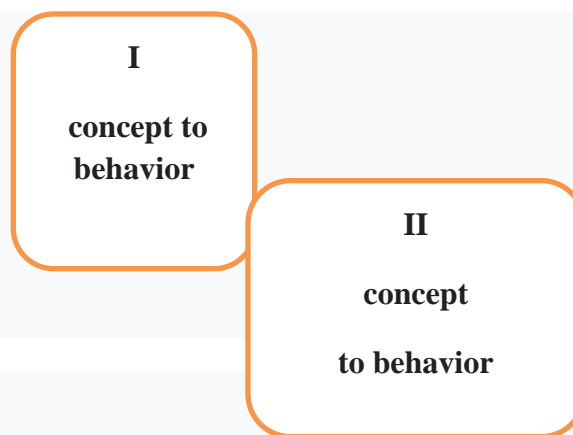 I
concept to
behavior
II
concept
to behavior